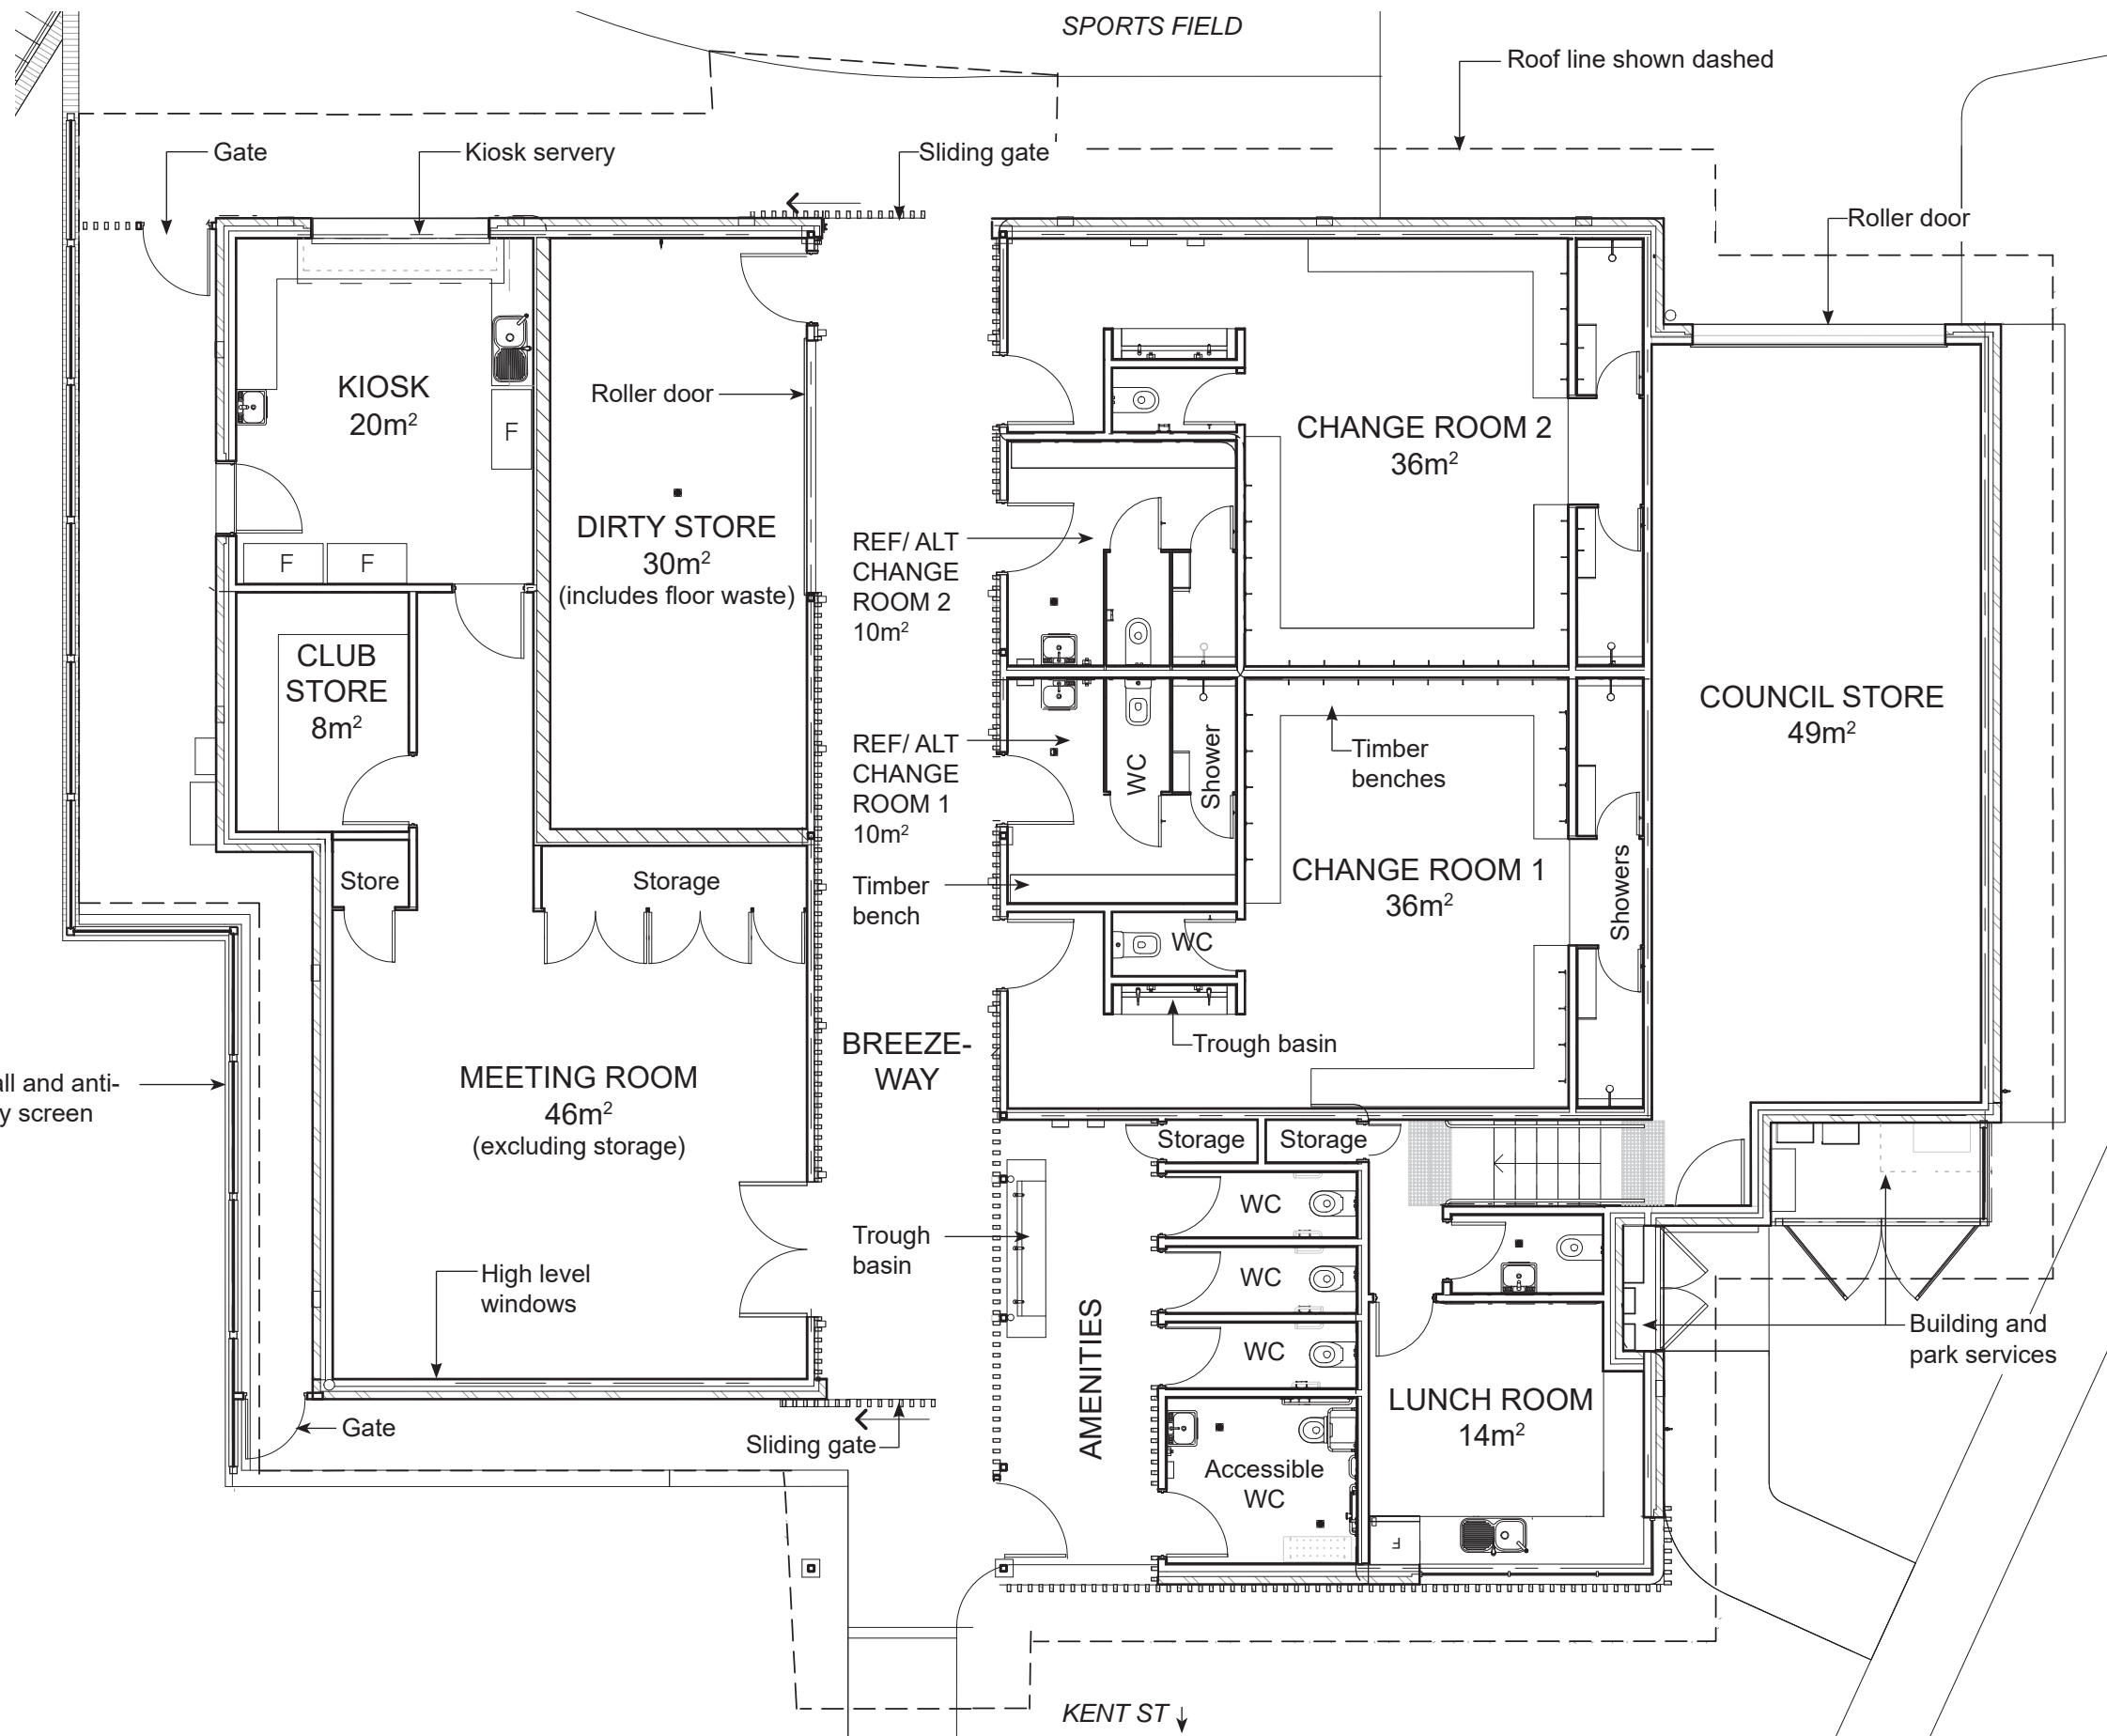 SPORTS FIELD
Roof line shown dashed
Gate
Kiosk servery
Sliding gate
Roller door
KIOSK
20m²
F
F
F
Roller door
DIRTY STORE
30m²
(includes floor waste)
REF/ ALT
CHANGE
ROOM 2
10m²
CHANGE ROOM 2
36m²
CLUB
STORE
8m²
REF/ ALT
CHANGE
ROOM 1
10m²
WC
Shower
Timber
benches
COUNCIL STORE
49m²
Store
Storage
Timber
bench
WC
CHANGE ROOM 1
36m²
Showers
Trough basin
BREEZE-
WAY
all and anti-
y screen
MEETING ROOM
46m²
(excluding storage)
Storage
Storage
WC
WC
WC
Trough
basin
High level
windows
AMENITIES
Building and
park services
LUNCH ROOM
14m²
Gate
Sliding gate
Accessible
WC
F
KENT ST